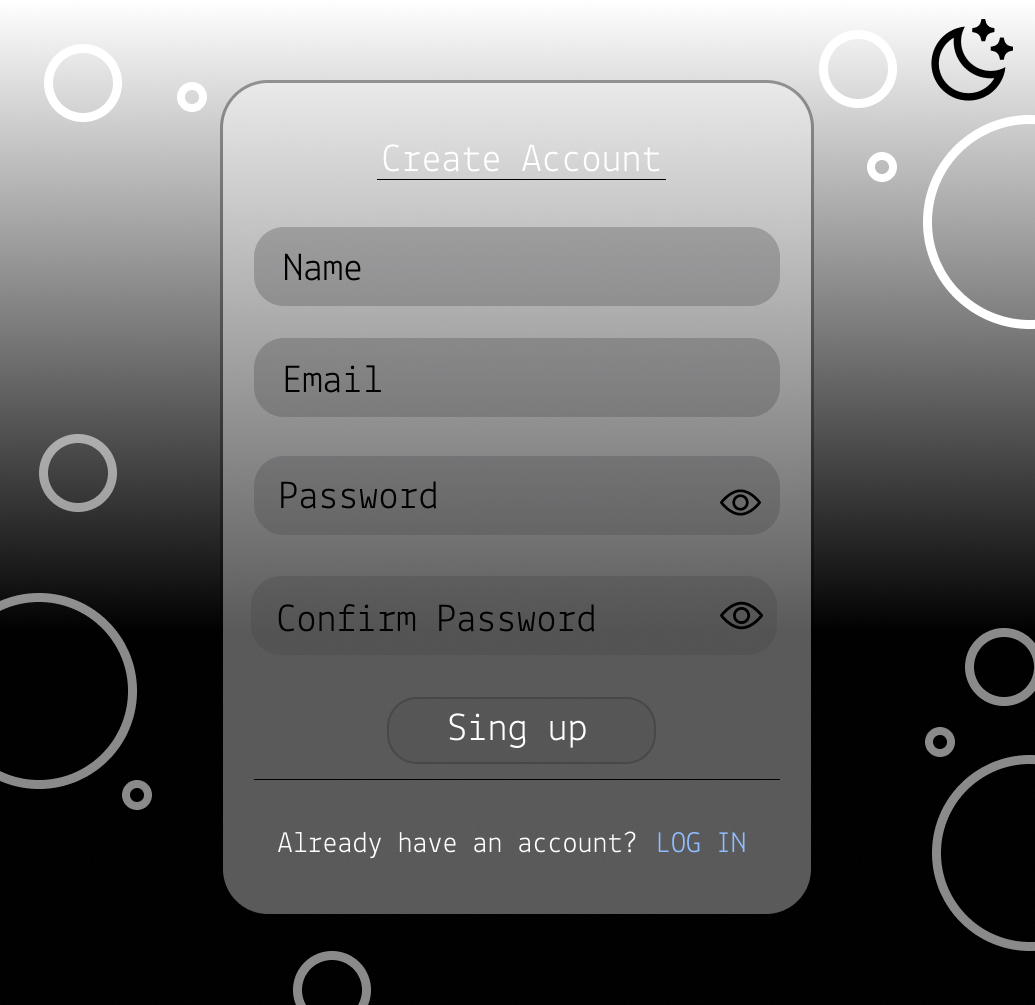 Create Account
Name
Email
Password
Confirm Password
Sing up
Already have an account? LOG IN